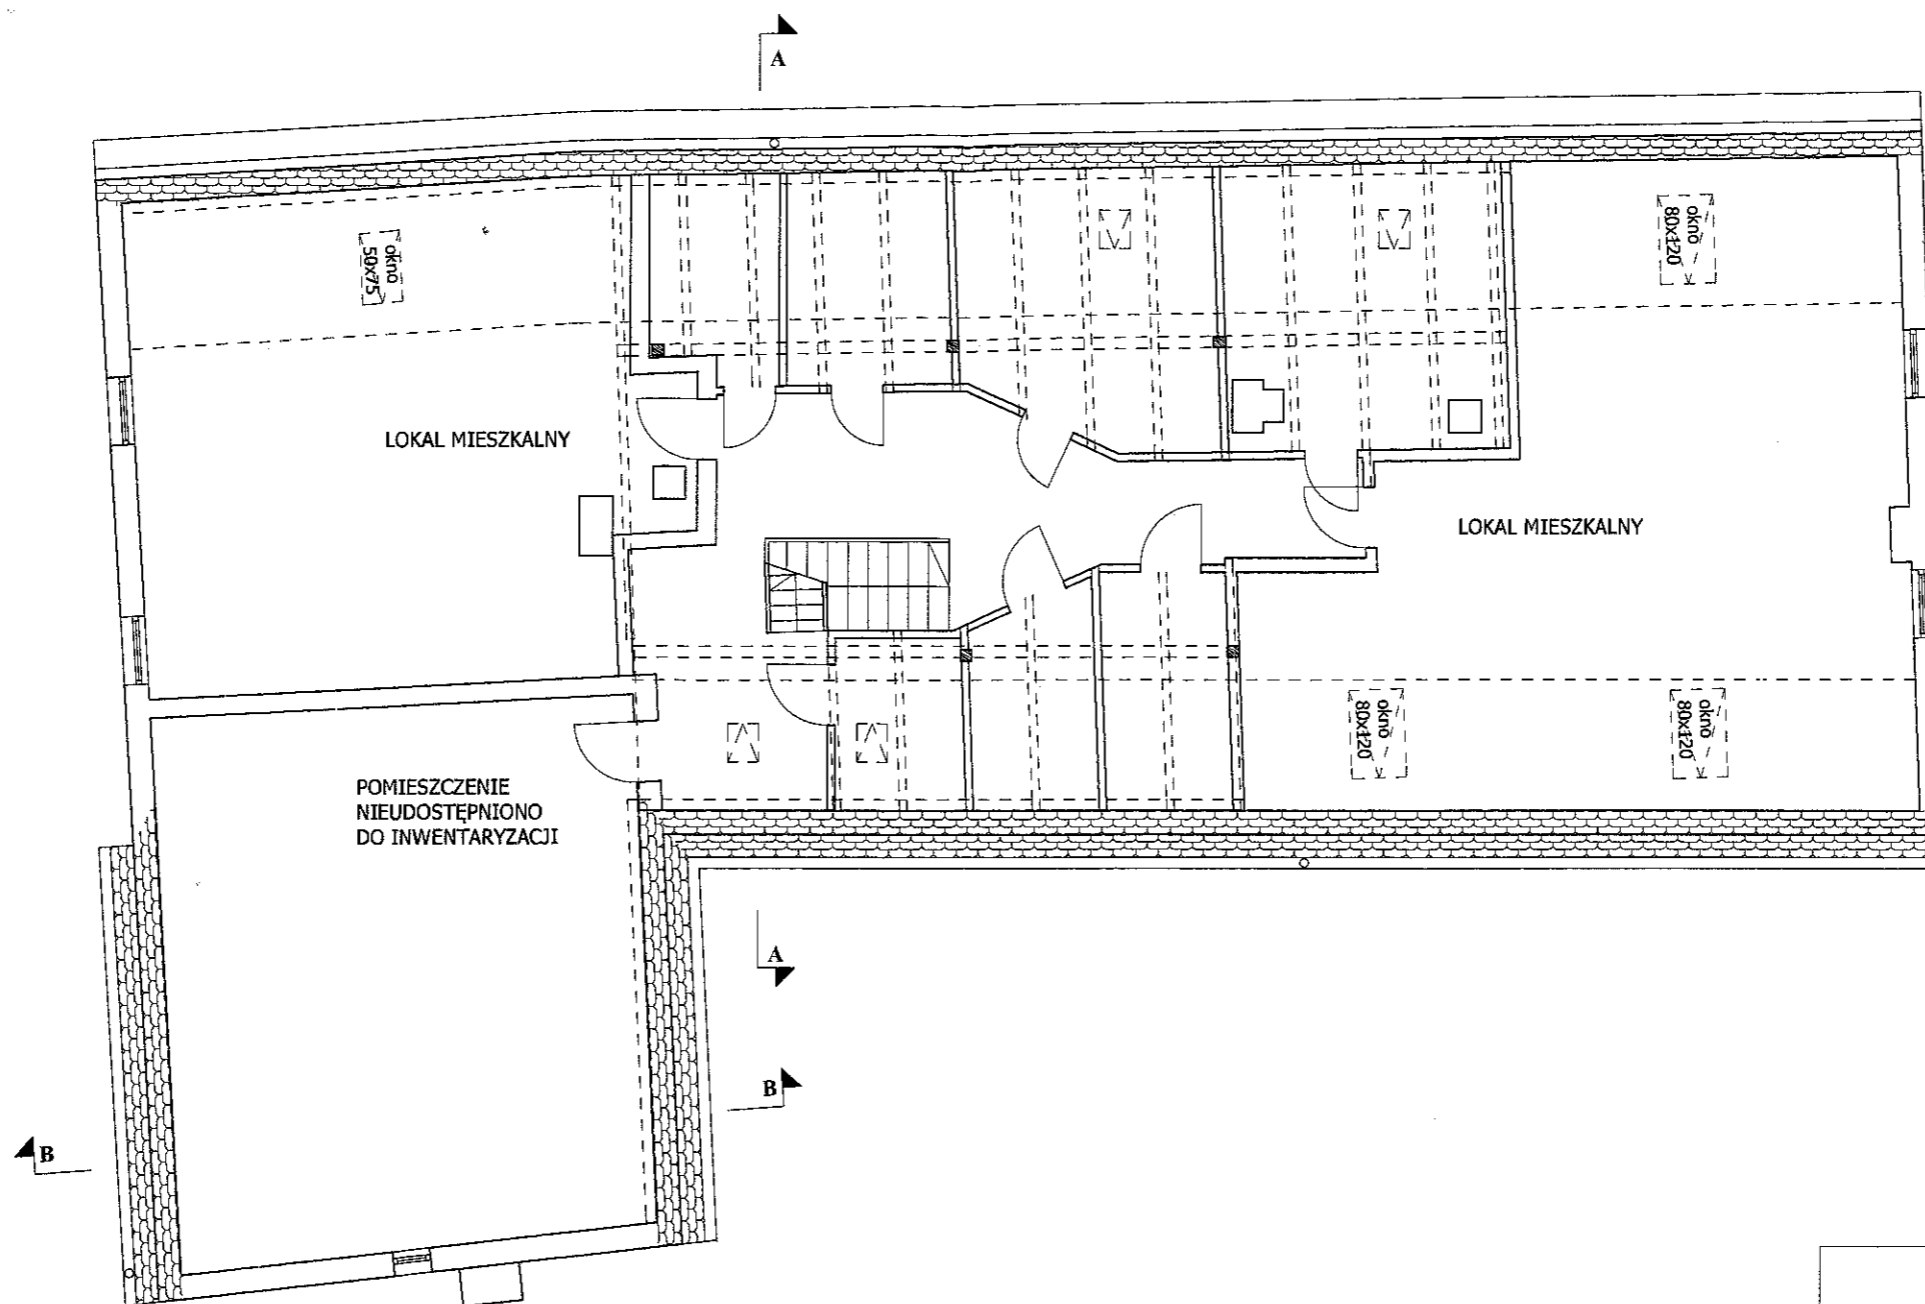 A
okno
50x75
okno
80x120
LOKAL MIESZKALNY
LOKAL MIESZKALNY
okno
80x120
okno
80x120
POMIESZCZENIE
NIEUDOSTĘPNIONO
DO INWENTARYZACJI
A
B
B